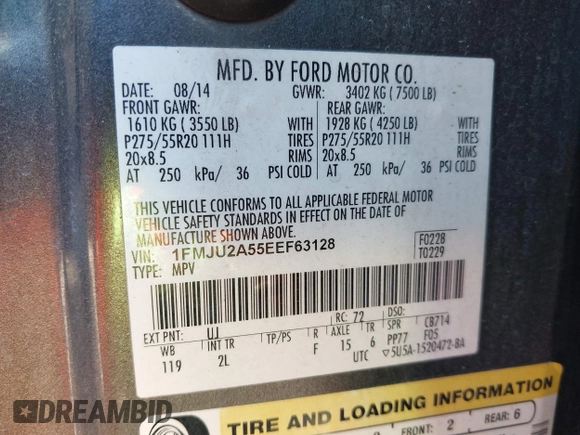 MFD. BY FORD MOTOR CO.
DATE: 08/14 GVWR: 3402 KG ( 7500 LB)
FRONT GAWR: REAR GAWR:
1610 KG ( 3550 LB) WITH 1928 KG ( 4250 LB) WITH
P275/55R20 111H TIRES P275/55R20 111H TIRES
20x8.5 RIMS 20x8.5 RIMS
AT 250 kPa/ 36 PSI COLD AT 250 kPa/ 36 PSI COLD
THIS VEHICLE CONFORMS TO ALL APPLICABLE FEDERAL MOTOR
VEHICLE SAFETY STANDARDS IN EFFECT ON THE DATE OF
MANUFACTURE SHOWN ABOVE.
VIN: 1FMJU2A55EEF63128 F0228
TYPE: MPV T0229
EXT PNT: UJ RC: 72 DSO:
WB INT TR TP/PS R AXLE TR SPR CB714
119 2L F 15 6 PP77 F05
UTC ▽5U5A-1520472-BA
TIRE AND LOADING INFORMATION
FRONT: 2 REAR: 6
DREAMBID